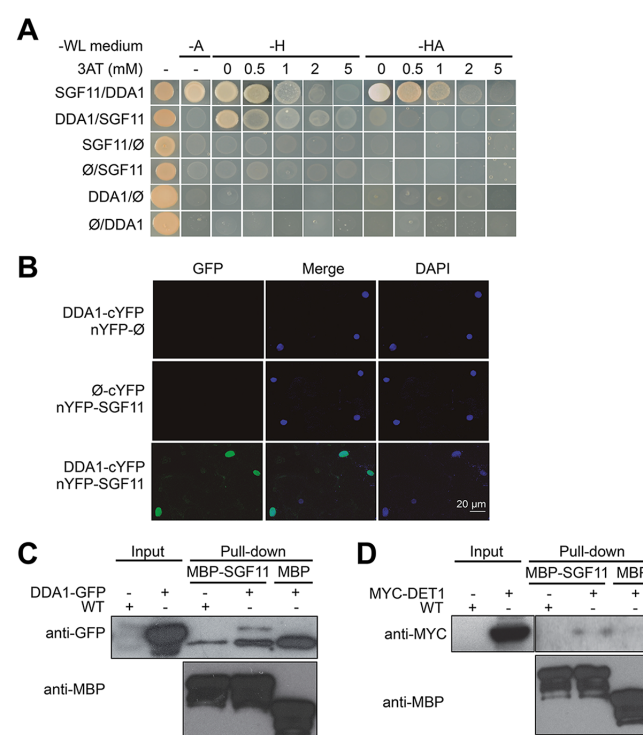 A
-WL medium -A -H -HA
3AT (mM) - - 0 0.5 1 2 5 0 0.5 1 2 5
SGF11/DDA1
DDA1/SGF11
SGF11/Ø
Ø/SGF11
DDA1/Ø
Ø/DDA1
B
GFP Merge DAPI
DDA1-cYFP
nYFP-Ø
Ø-cYFP
nYFP-SGF11
DDA1-cYFP
nYFP-SGF11
20 µm
C
Input Pull-down
MBP-SGF11 MBP
DDA1-GFP - + - + +
WT + - + - -
anti-GFP
anti-MBP
D
Input Pull-down
MBP-SGF11 MBP
MYC-DET1 - + - + +
WT + - + - -
anti-MYC
anti-MBP